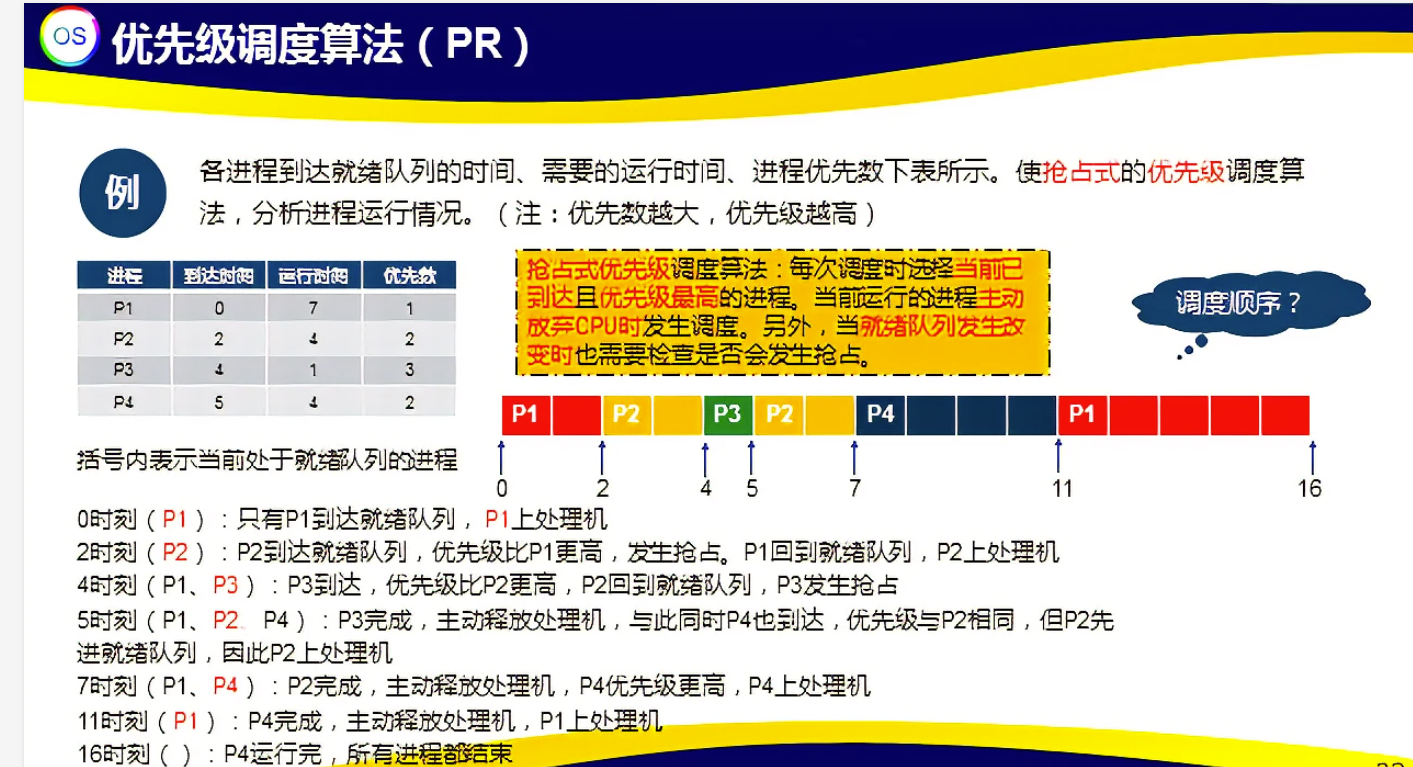 OS 优先级调度算法（PR）
例
各进程到达就绪队列的时间、需要的运行时间、进程优先数下表所示。使抢占式的优先级调度算
法，分析进程运行情况。（注：优先数越大，优先级越高）
进程 到达时间 运行时间 优先数
P1 0 7 1
P2 2 4 2
P3 4 1 3
P4 5 4 2
抢占式优先级调度算法：每次调度时选择当前已
到达且优先级最高的进程。当前运行的进程主动
放弃CPU时发生调度。另外，当就绪队列发生改
变时也需要检查是否会发生抢占。
调度顺序？
P1 P2 P3 P2 P4 P1
0 2 4 5 7 11 16
括号内表示当前处于就绪队列的进程
0时刻（P1）：只有P1到达就绪队列，P1上处理机
2时刻（P2）：P2到达就绪队列，优先级比P1更高，发生抢占。P1回到就绪队列，P2上处理机
4时刻（P1、P3）：P3到达，优先级比P2更高，P2回到就绪队列，P3发生抢占
5时刻（P1、P2、P4）：P3完成，主动释放处理机，与此同时P4也到达，优先级与P2相同，但P2先
进就绪队列，因此P2上处理机
7时刻（P1、P4）：P2完成，主动释放处理机，P4优先级更高，P4上处理机
11时刻（P1）：P4完成，主动释放处理机，P1上处理机
16时刻（ ）：P4运行完，所有进程都结束